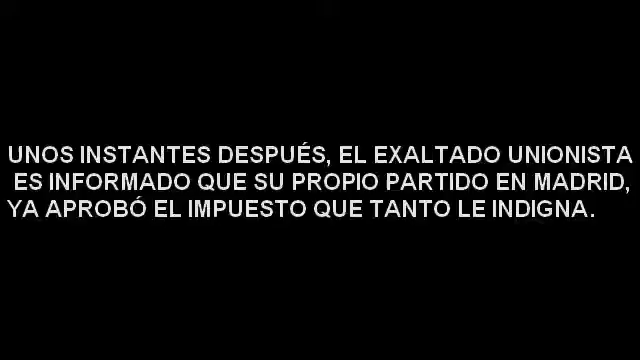 UNOS INSTANTES DESPUÉS, EL EXALTADO UNIONISTA
ES INFORMADO QUE SU PROPIO PARTIDO EN MADRID,
YA APROBÓ EL IMPUESTO QUE TANTO LE INDIGNA.